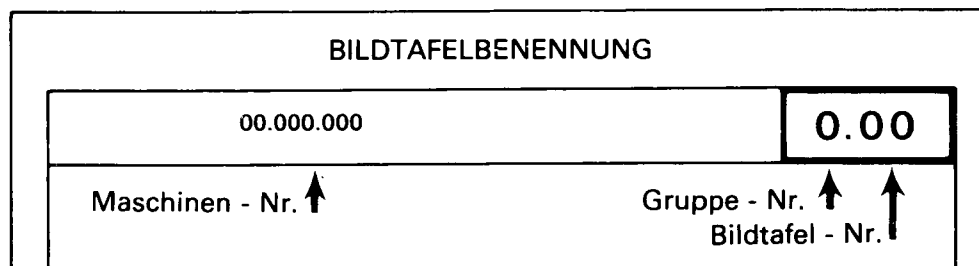 BILDTAFELBENENNUNG
00.000.000 0.00
Maschinen - Nr. Gruppe - Nr.
Bildtafel - Nr.